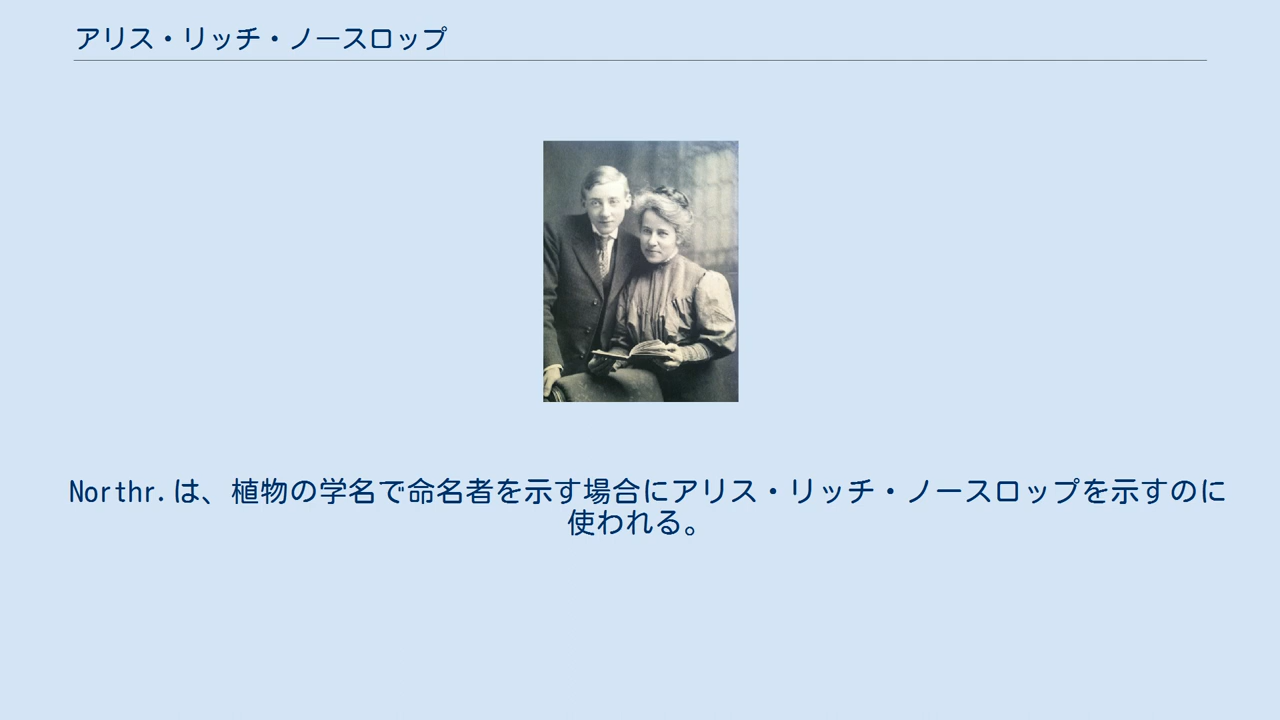 アリス・リッチ・ノースロップ
Northr.は、植物の学名で命名者を示す場合にアリス・リッチ・ノースロップを示すのに
使われる。